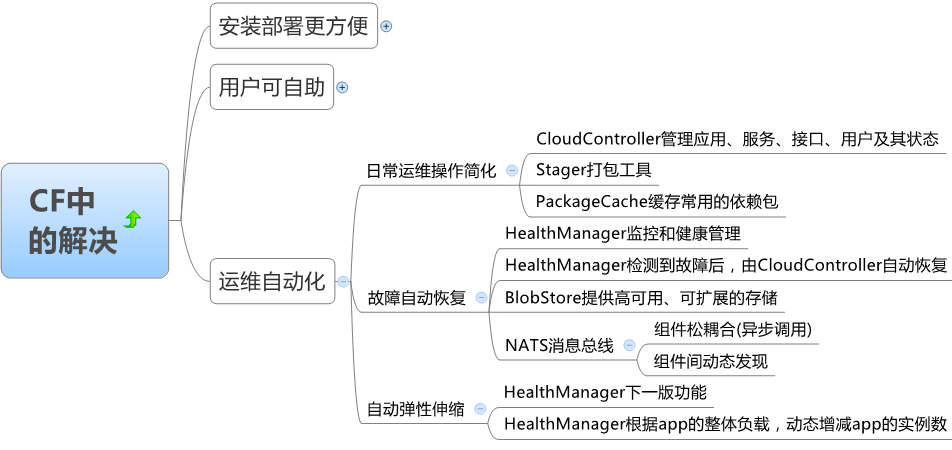 CF中
的解决
安装部署更方便
用户可自助
运维自动化
日常运维操作简化
CloudController管理应用、服务、接口、用户及其状态
Stager打包工具
PackageCache缓存常用的依赖包
故障自动恢复
HealthManager监控和健康管理
HealthManager检测到故障后，由CloudController自动恢复
BlobStore提供高可用、可扩展的存储
NATS消息总线
组件松耦合(异步调用)
组件间动态发现
自动弹性伸缩
HealthManager下一版功能
HealthManager根据app的整体负载，动态增减app的实例数